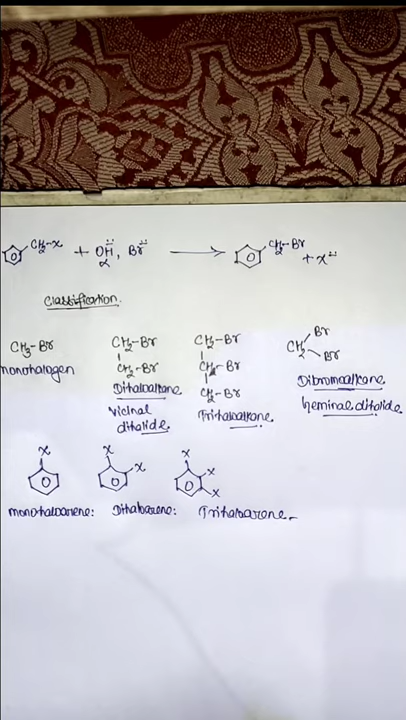 CH₂-X + OH, Br → CH₂-Br + X
Classification.
CH₃-Br CH₂-Br CH₂-Br CH₂ Br
CH₂-Br CH-Br Br
CH₂-Br
monohalogen Dihaloalkane Trihaloalkane Dibromoalkane
vicinal Geminal dihalide
dihalide.
X X X
X X
X
monohaloarene: Dihaloarene: Trihaloarene.